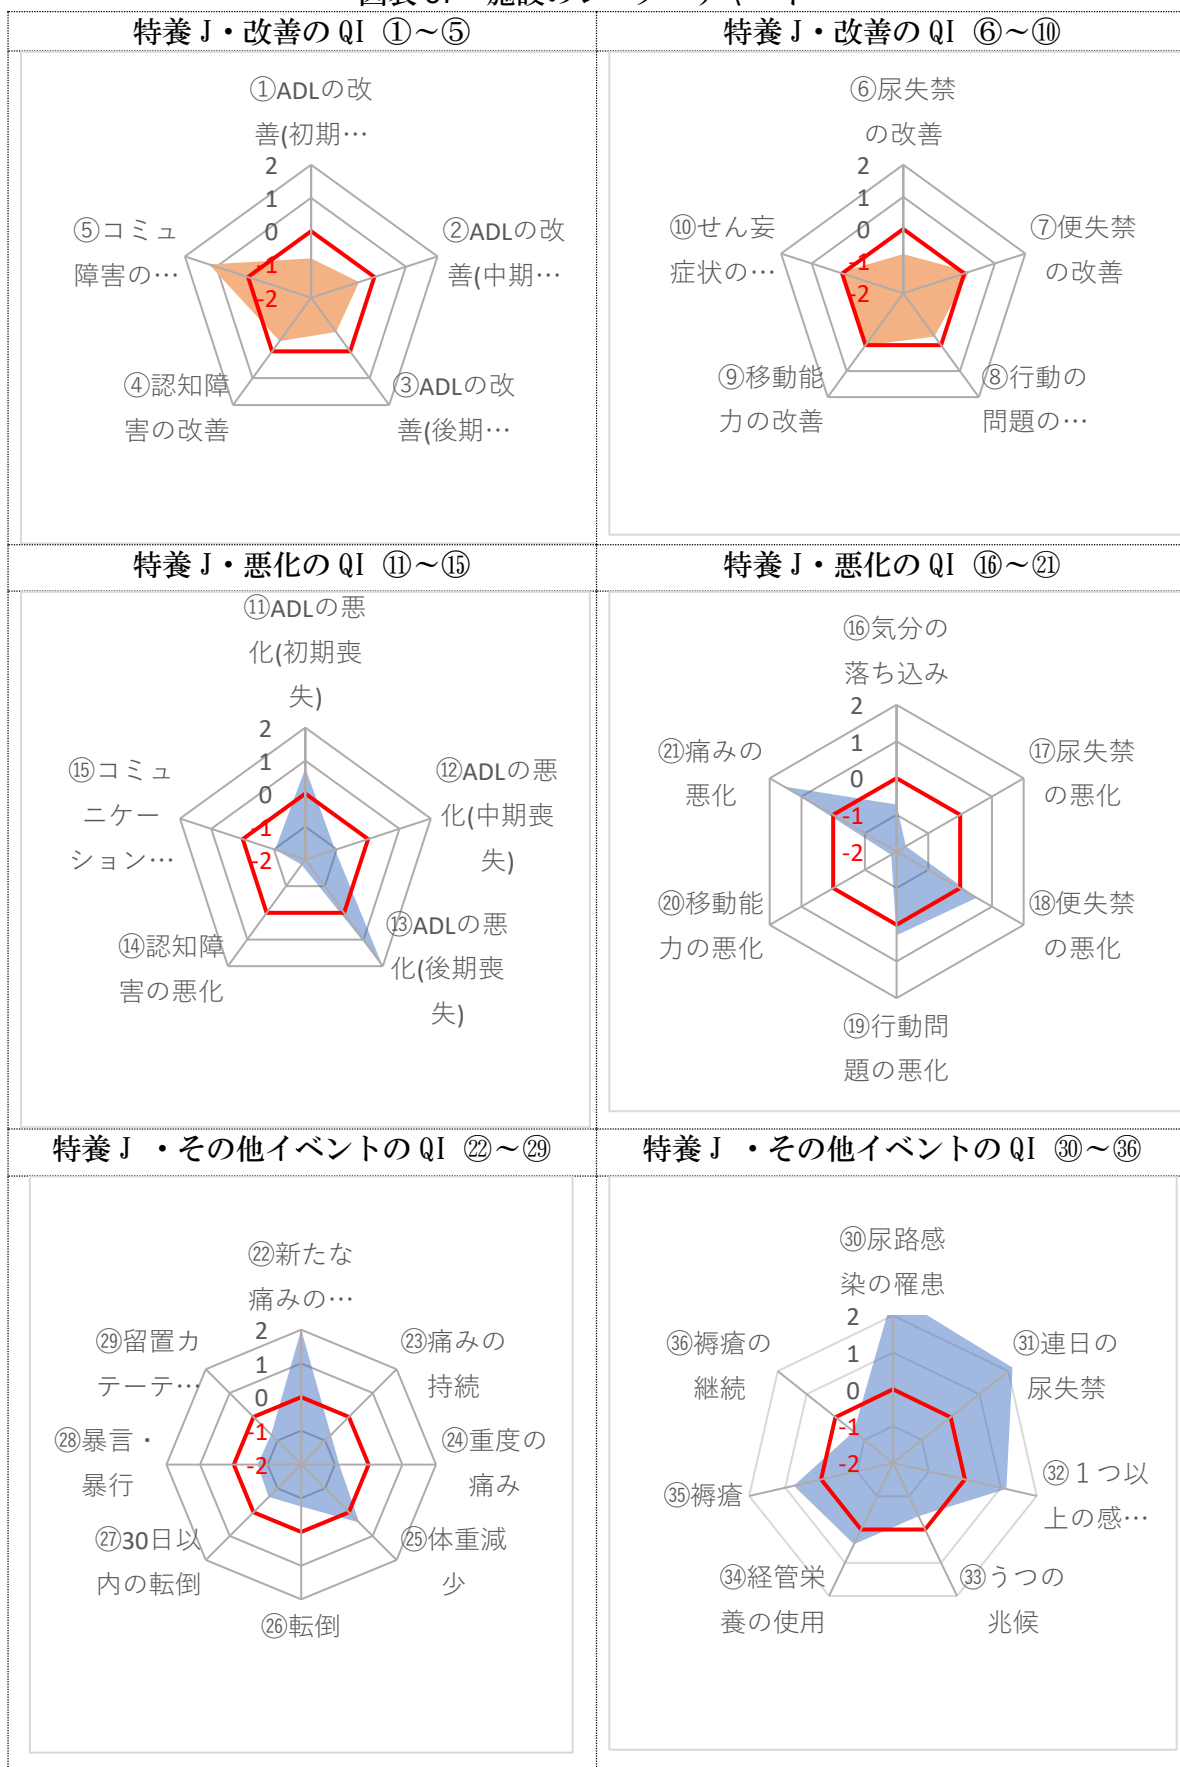 特養 J・改善の QI ①～⑤
特養 J・改善の QI ⑥～⑩
①ADLの改
善(初期…
2
1
0
-1
-2
②ADLの改
善(中期…
③ADLの改
善(後期…
④認知障
害の改善
⑤コミュ
障害の…
⑥尿失禁
の改善
2
1
0
-1
-2
⑦便失禁
の改善
⑧行動の
問題の…
⑨移動能
力の改善
⑩せん妄
症状の…
特養 J・悪化の QI ⑪～⑮
特養 J・悪化の QI ⑯～㉑
⑪ADLの悪
化(初期喪
失)
2
1
0
-1
-2
⑫ADLの悪
化(中期喪
失)
⑬ADLの悪
化(後期喪
失)
⑭認知障
害の悪化
⑮コミュ
ニケー
ション…
⑯気分の
落ち込み
2
1
0
-1
-2
⑰尿失禁
の悪化
⑱便失禁
の悪化
⑲行動問
題の悪化
⑳移動能
力の悪化
㉑痛みの
悪化
特養 J ・その他イベントの QI ㉒～㉙
特養 J ・その他イベントの QI ㉚～㊱
㉒新たな
痛みの…
2
1
0
-1
-2
㉓痛みの
持続
㉔重度の
痛み
㉕体重減
少
㉖転倒
㉗30日以
内の転倒
㉘暴言・
暴行
㉙留置カ
テーテ…
㉚尿路感
染の罹患
2
1
0
-1
-2
㉛連日の
尿失禁
㉜１つ以
上の感…
㉝うつの
兆候
㉞経管栄
養の使用
㉟褥瘡
㊱褥瘡の
継続